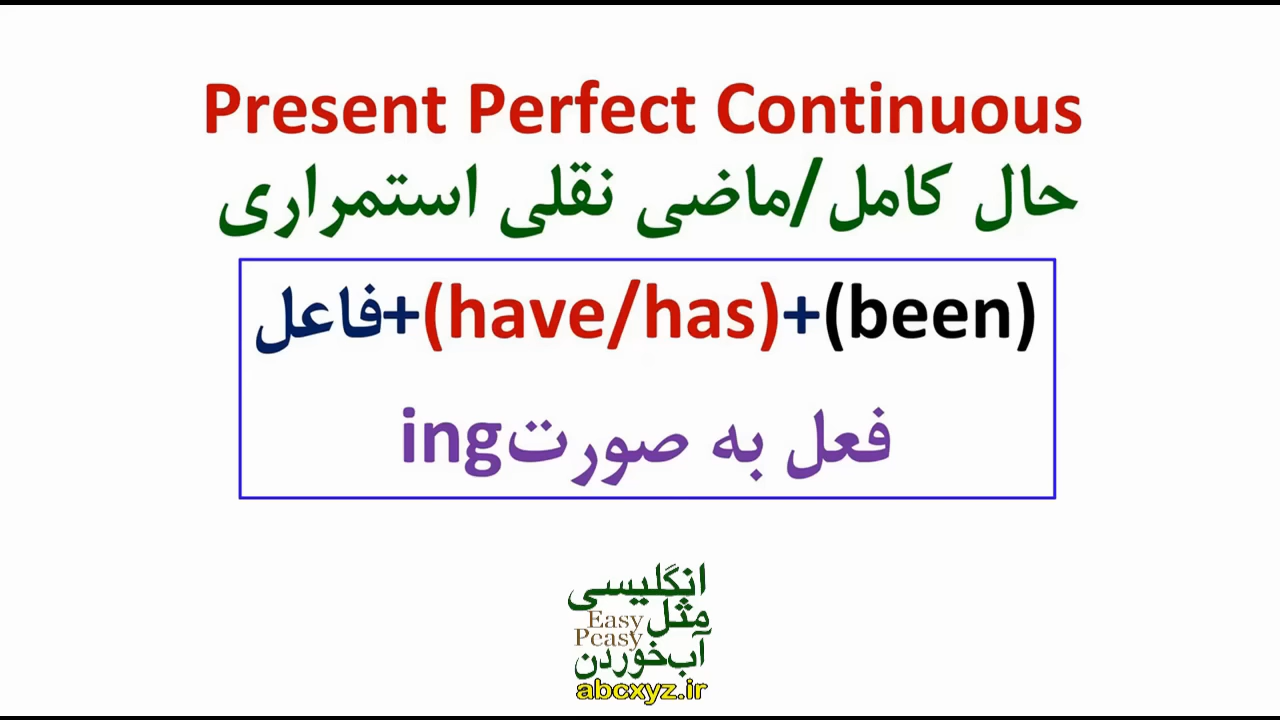 Present Perfect Continuous
حال کامل/ماضی نقلی استمراری
فاعل+(have/has)+(been)
فعل به صورتing
انگلیسی
مثل
Easy
Peasy
آب‌خوردن
abcxyz.ir